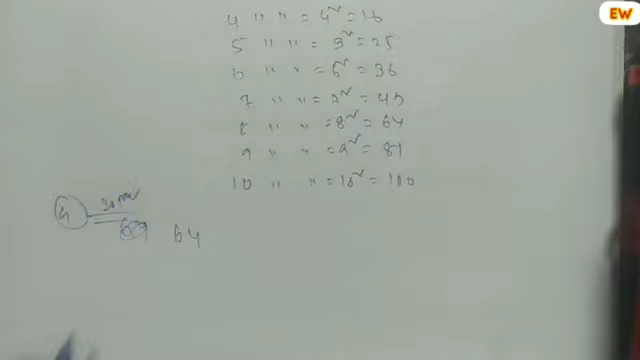 EW
4 " " = 4² = 16
5 " " = 5² = 25
6 " " = 6² = 36
7 " " = 7² = 49
8 " " = 8² = 64
9 " " = 9² = 81
10 " " = 10² = 100
64